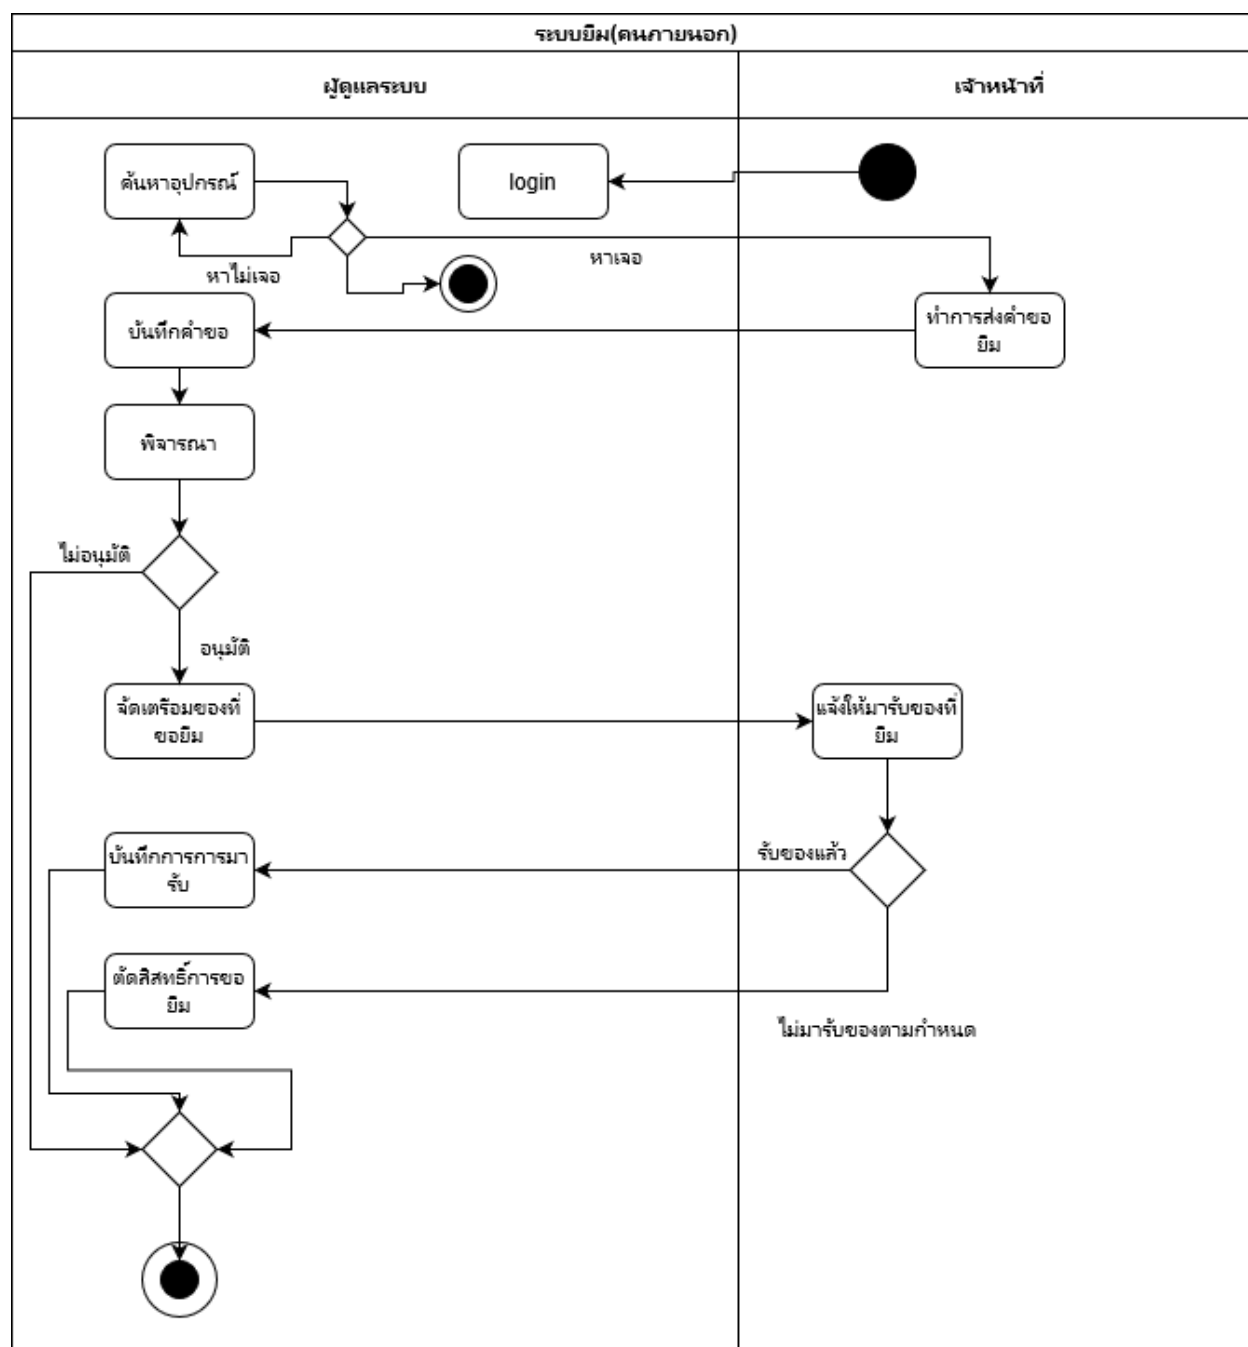 ระบบยืม(คนภายนอก)
ผู้ดูแลระบบ
เจ้าหน้าที่
ค้นหาอุปกรณ์
login
หาไม่เจอ
หาเจอ
บันทึกคำขอ
ทำการส่งคำขอ
ยืม
พิจารณา
ไม่อนุมัติ
อนุมัติ
จัดเตรียมของที่
ขอยืม
แจ้งให้มารับของที่
ยืม
บันทึกการการมา
รับ
รับของแล้ว
ตัดสิสทธิ์การขอ
ยืม
ไม่มารับของตามกำหนด